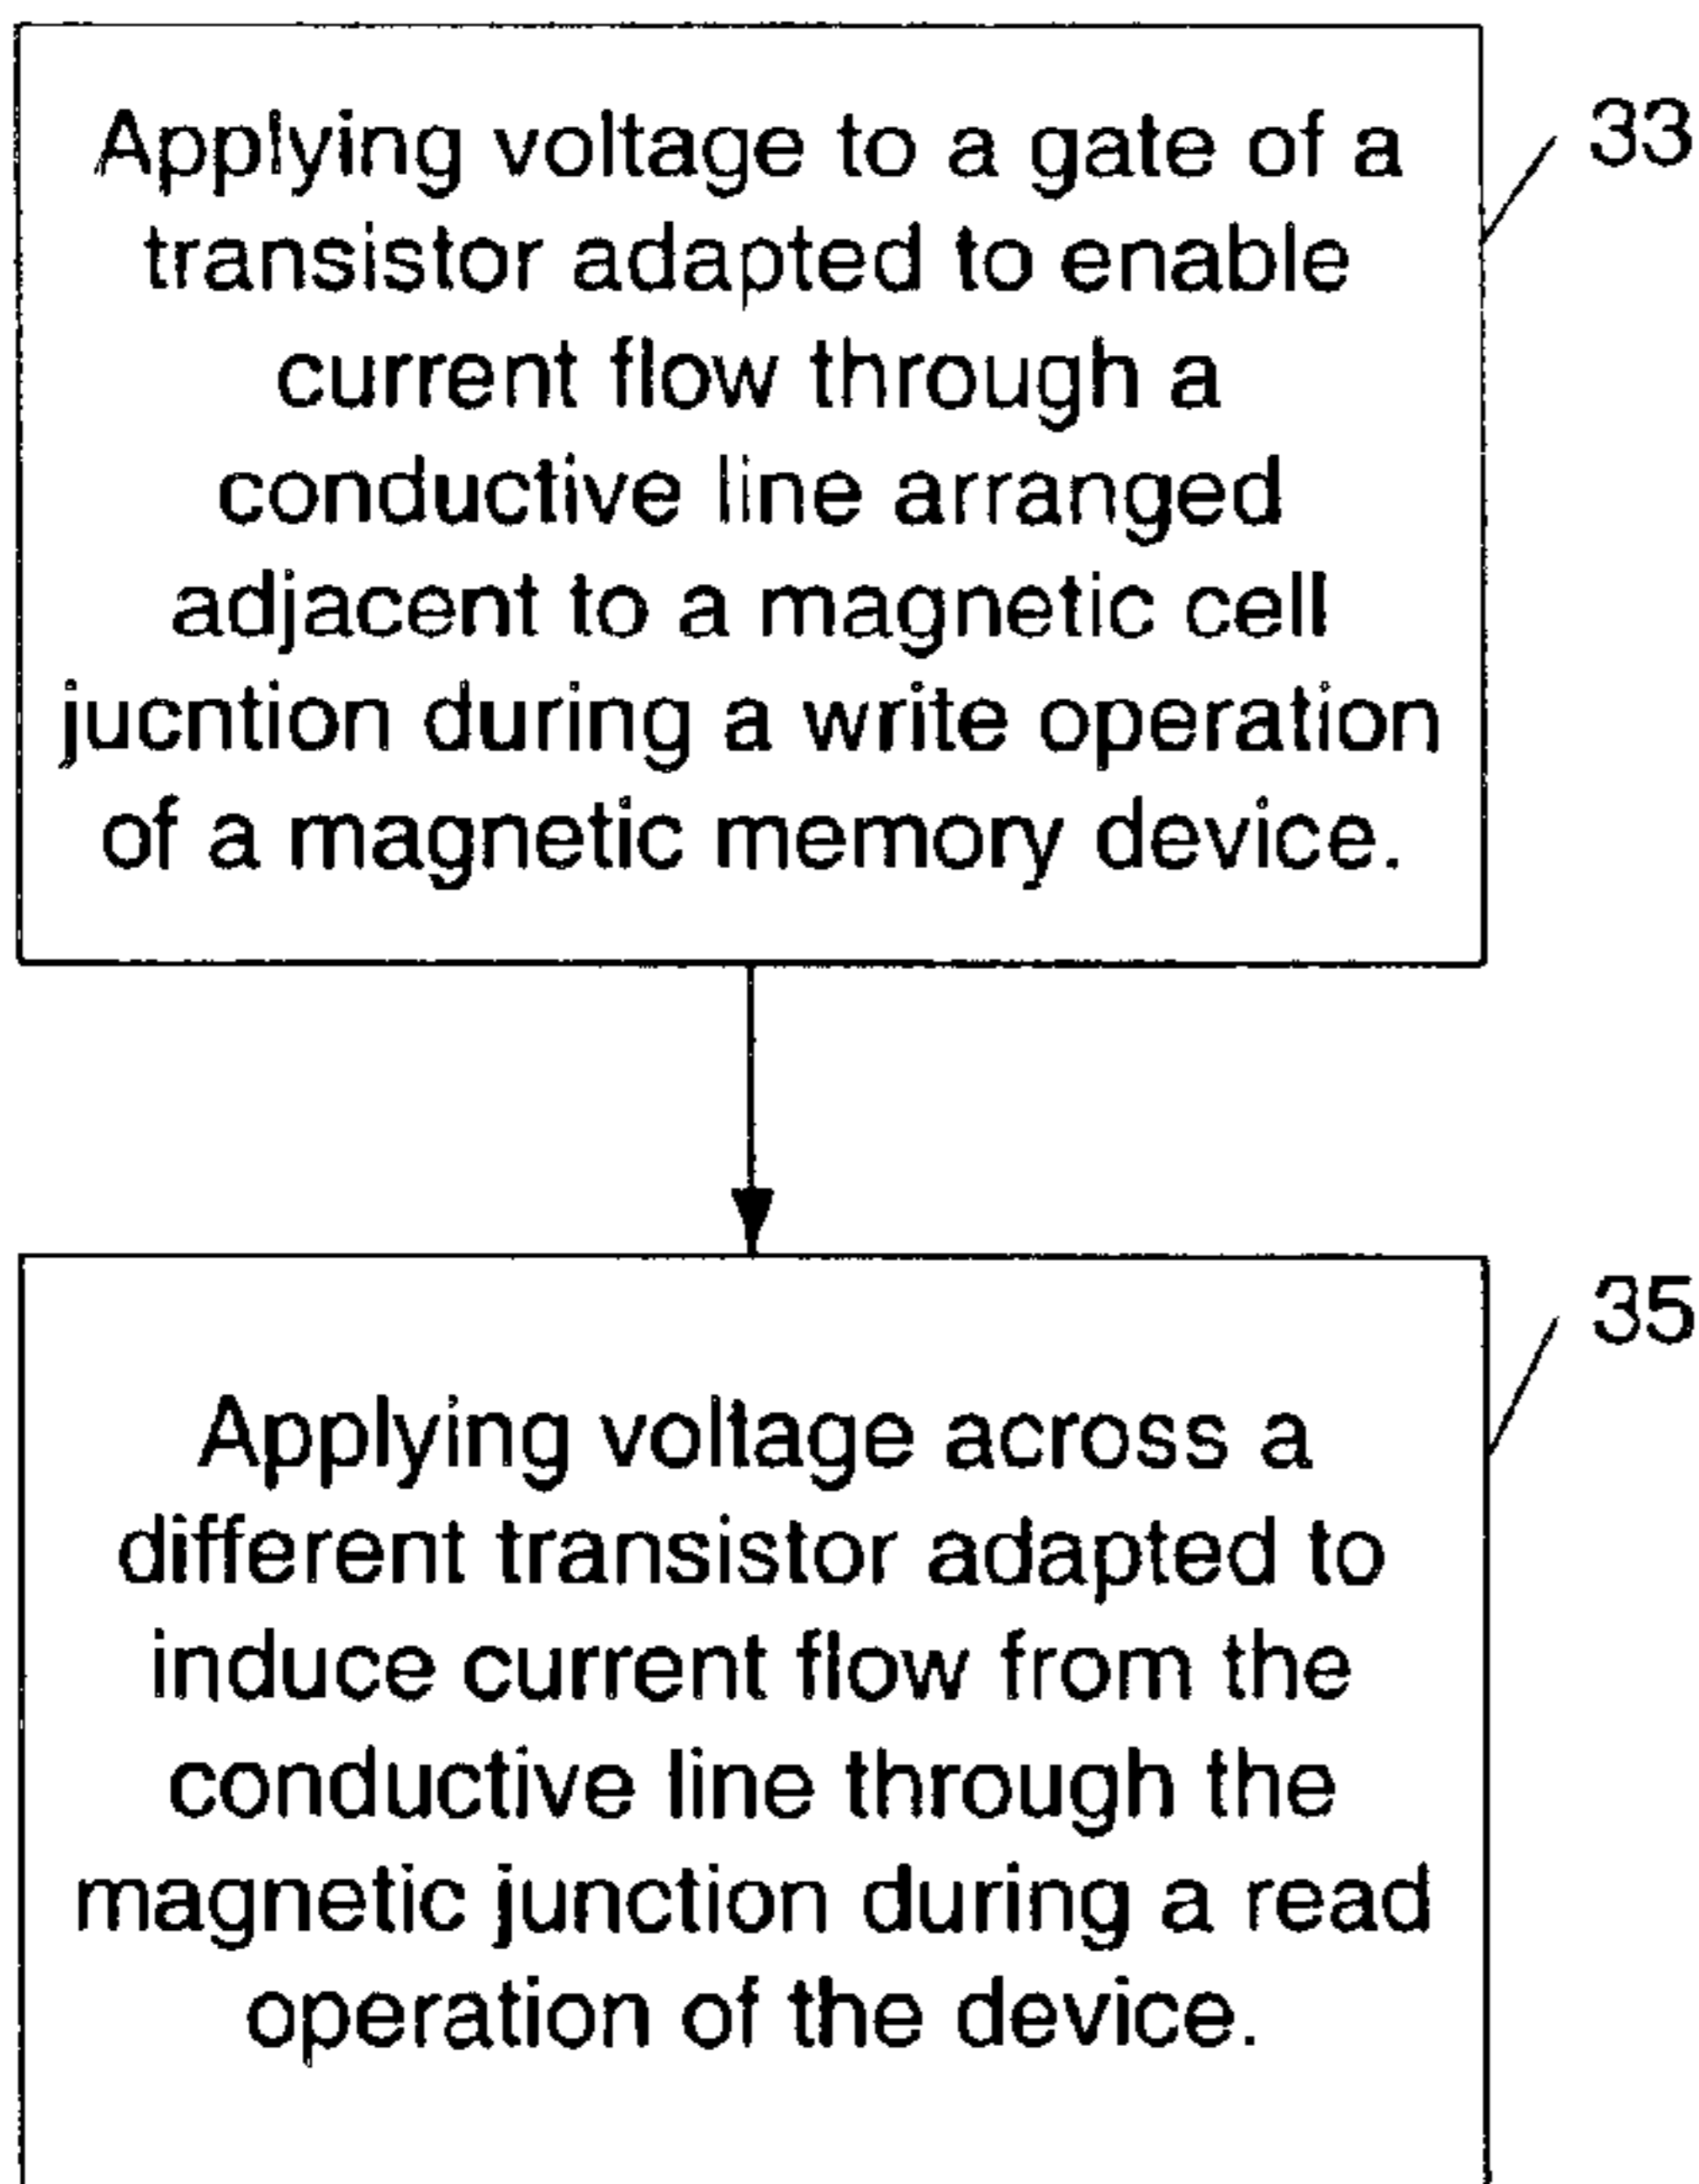 Applying voltage to a gate of a
transistor adapted to enable
current flow through a
conductive line arranged
adjacent to a magnetic cell
jucntion during a write operation
of a magnetic memory device.
33
Applying voltage across a
different transistor adapted to
induce current flow from the
conductive line through the
magnetic junction during a read
operation of the device.
35